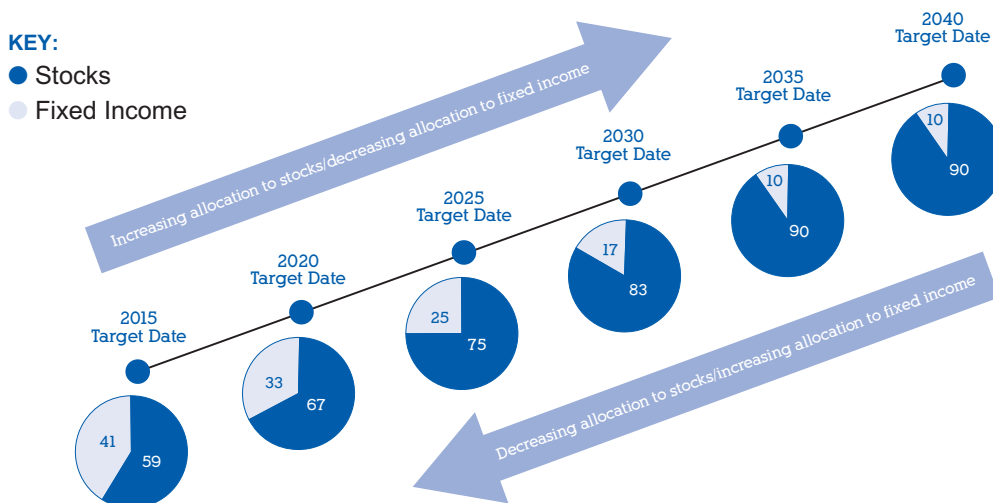 KEY:
Stocks
Fixed Income
Increasing allocation to stocks/decreasing allocation to fixed income
2015
Target Date
41
59
2020
Target Date
33
67
2025
Target Date
25
75
2030
Target Date
17
83
2035
Target Date
10
90
2040
Target Date
10
90
Decreasing allocation to stocks/increasing allocation to fixed income